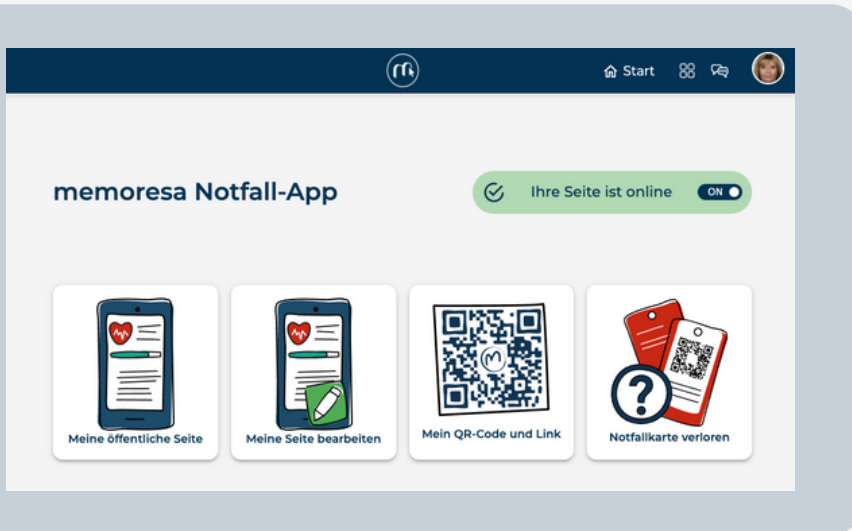 Start
memoresa Notfall-App
Ihre Seite ist online
ON
Meine öffentliche Seite
Meine Seite bearbeiten
Mein QR-Code und Link
Notfallkarte verloren